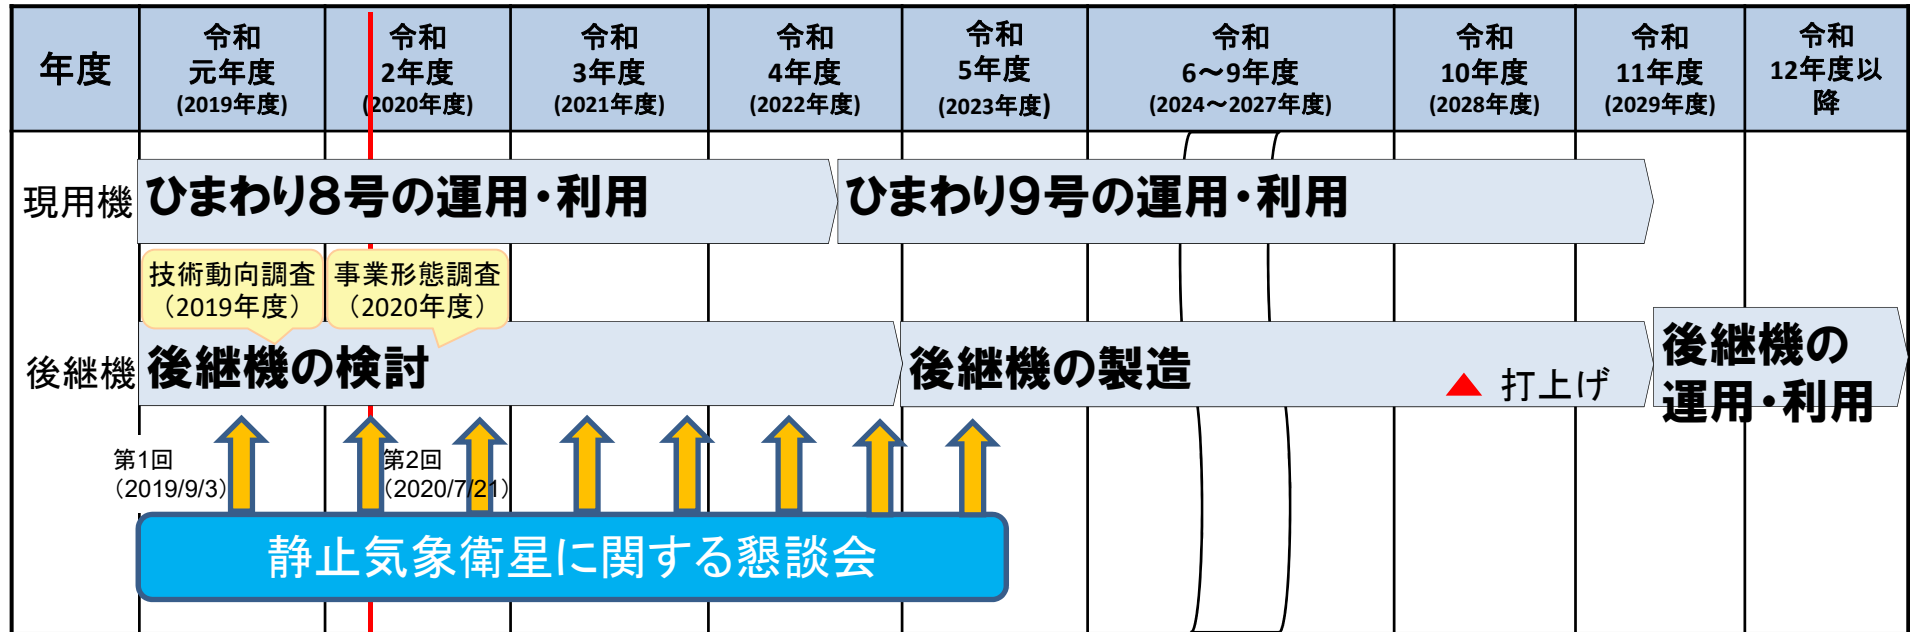 年度
令和
元年度
(2019年度)
令和
2年度
(2020年度)
令和
3年度
(2021年度)
令和
4年度
(2022年度)
令和
5年度
(2023年度)
令和
6～9年度
(2024～2027年度)
令和
10年度
(2028年度)
令和
11年度
(2029年度)
令和
12年度以
降
現用機
ひまわり８号の運用・利用
ひまわり９号の運用・利用
技術動向調査
（2019年度）
事業形態調査
（2020年度）
後継機
後継機の検討
後継機の製造
▲ 打上げ
後継機の
運用・利用
第1回
（2019/9/3）
第2回
（2020/7/21）
静止気象衛星に関する懇談会